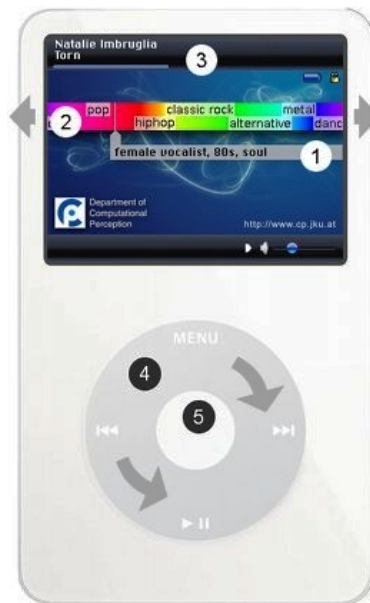 Natalie Imbruglia
Torn
3
pop classic rock metal
2
hiphop alternative danc
female vocalist, 80s, soul
1
Department of
Computational
Perception
http://www.cp.jku.at
MENU
4
5